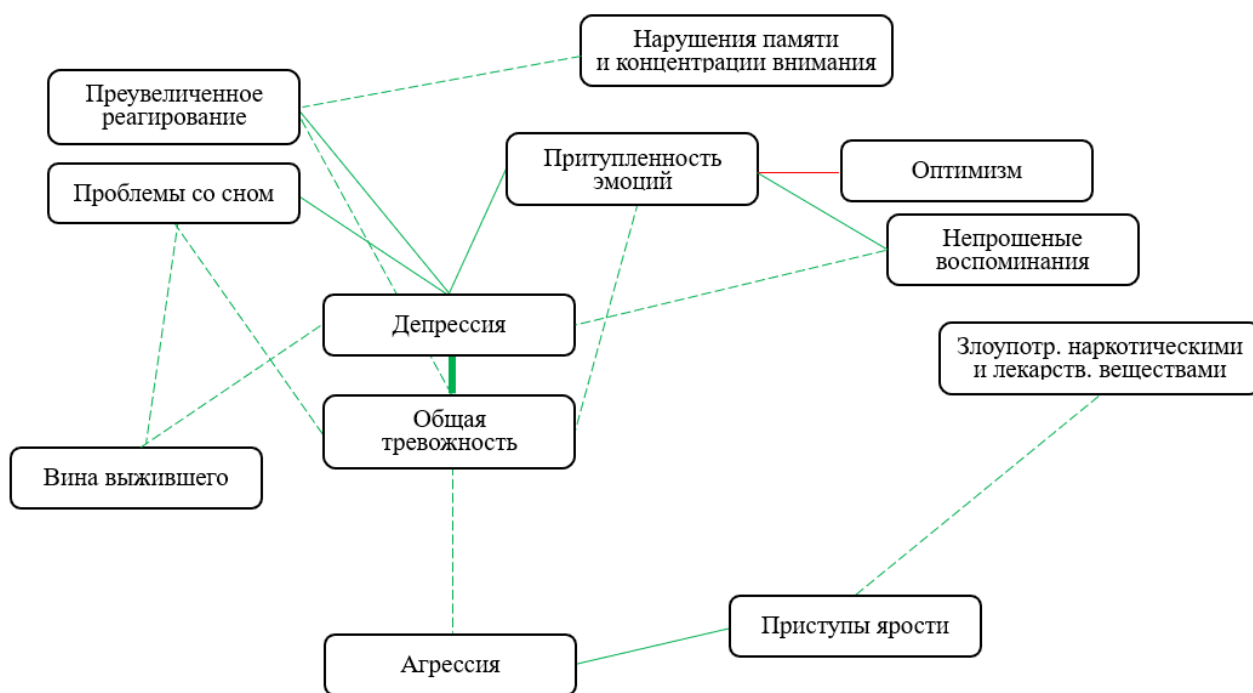 Нарушения памяти
и концентрации внимания
Преувеличенное
реагирование
Притупленность
эмоций
Оптимизм
Проблемы со сном
Непрошеные
воспоминания
Депрессия
Злоупотр. наркотическими
и лекарств. веществами
Общая
тревожность
Вина выжившего
Приступы ярости
Агрессия